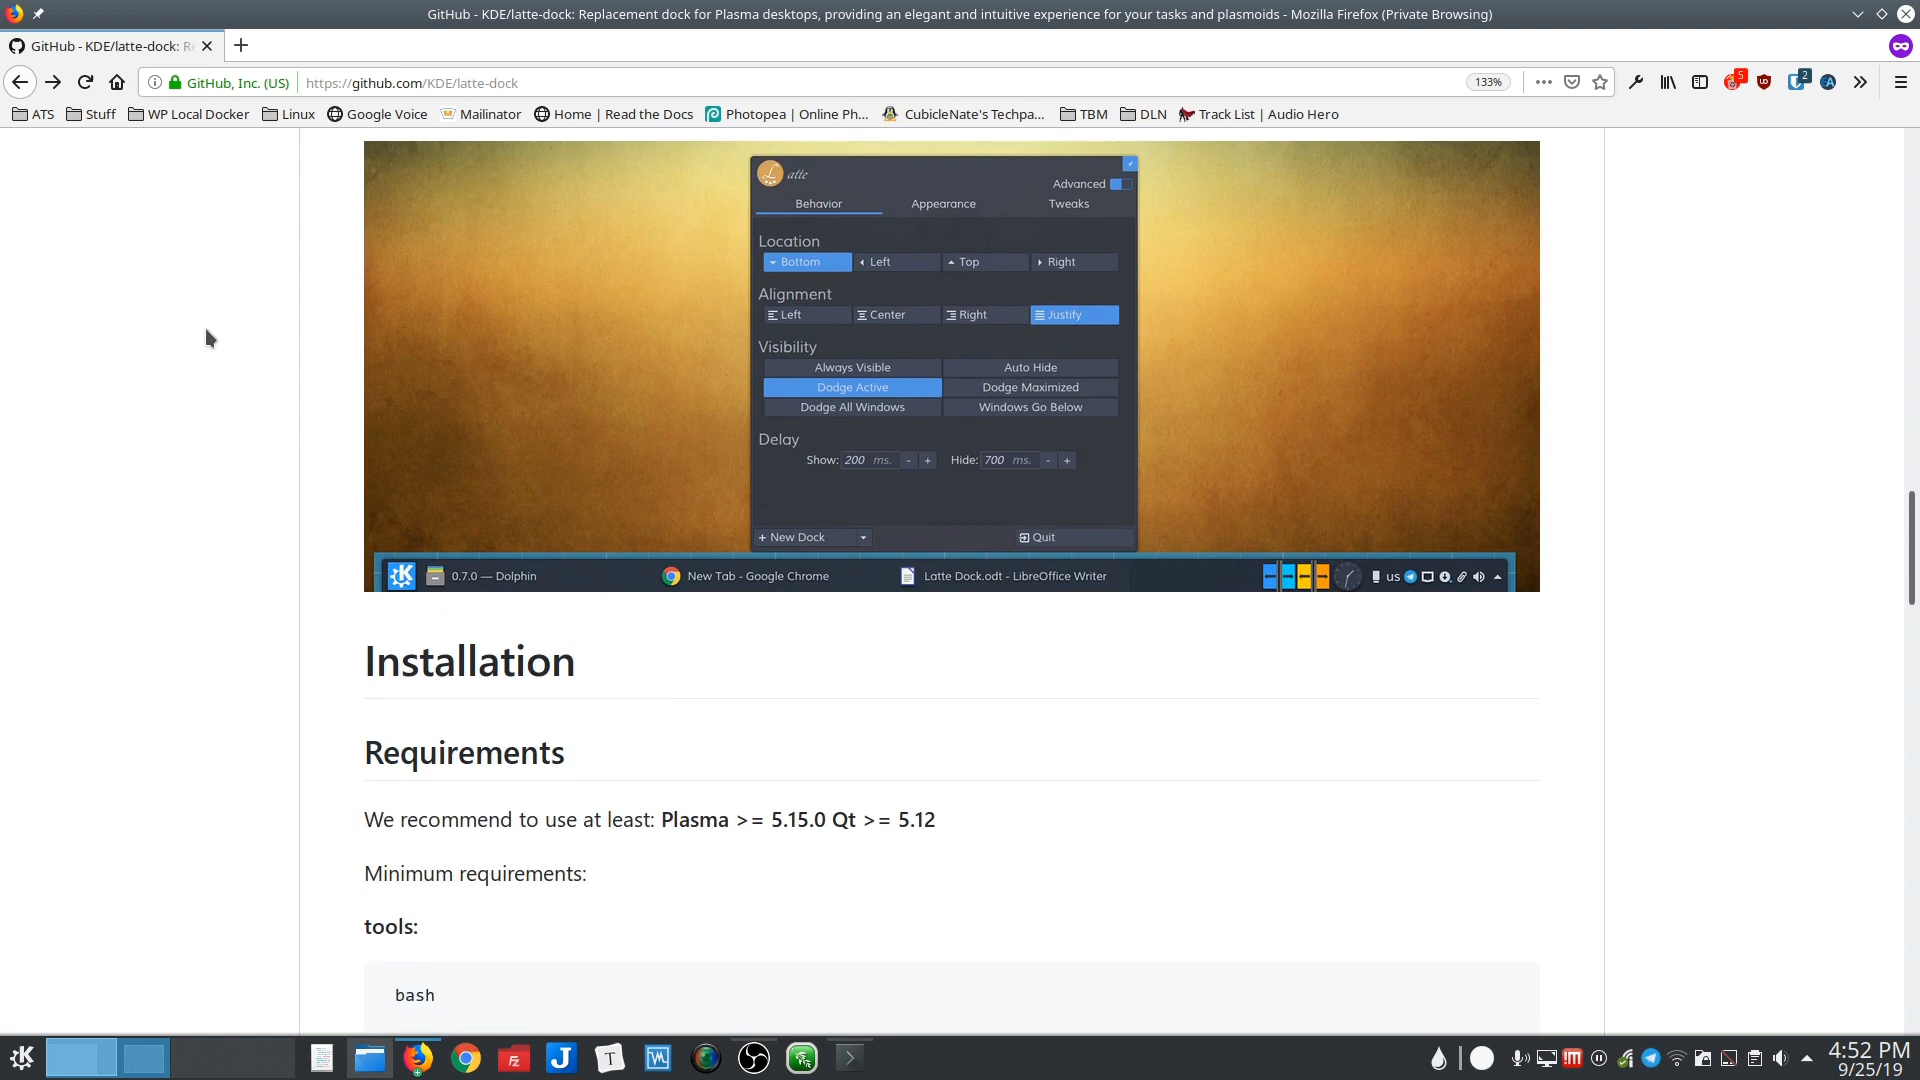 GitHub - KDE/latte-dock: Replacement dock for Plasma desktops, providing an elegant and intuitive experience for your tasks and plasmoids - Mozilla Firefox (Private Browsing)
GitHub - KDE/latte-dock: Re
GitHub, Inc. (US) https://github.com/KDE/latte-dock 133% 5 2
ATS Stuff WP Local Docker Linux Google Voice Mailinator Home | Read the Docs Photopea | Online Ph... CubicleNate's Techpa... TBM DLN Track List | Audio Hero
L atte
Advanced
Behavior Appearance Tweaks
Location
Bottom Left Top Right
Alignment
Left Center Right Justify
Visibility
Always Visible Auto Hide
Dodge Active Dodge Maximized
Dodge All Windows Windows Go Below
Delay
Show: 200 ms. - + Hide: 700 ms. - +
+ New Dock Quit
0.7.0 — Dolphin New Tab - Google Chrome Latte Dock.odt - LibreOffice Writer us
Installation
Requirements
We recommend to use at least: Plasma >= 5.15.0 Qt >= 5.12
Minimum requirements:
tools:
bash
4:52 PM
9/25/19